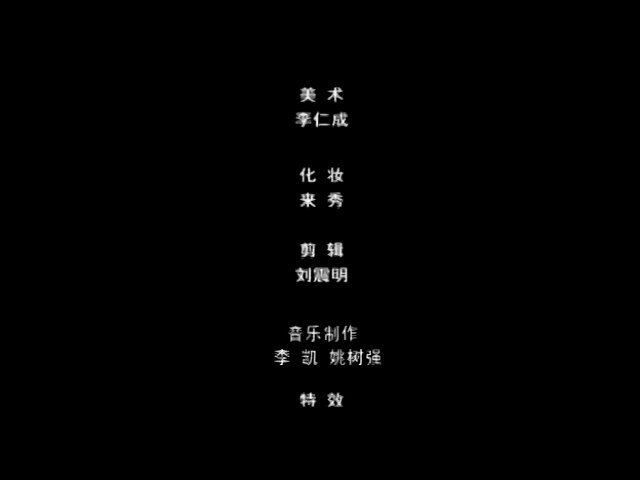 美 术
李仁成
化 妆
来 秀
剪 辑
刘震明
音乐制作
李 凯 姚树强
特 效